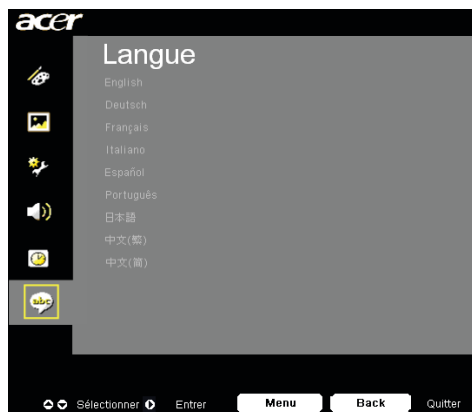 acer
Langue
English
Deutsch
Français
Italiano
Español
Português
日本語
中文(繁)
中文(简)
abc
Sélectionner Entrer Menu Back Quitter